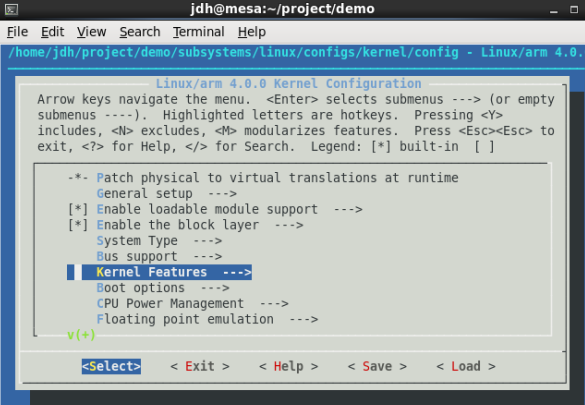 jdh@mesa:~/project/demo
File Edit View Search Terminal Help
/home/jdh/project/demo/subsystems/linux/configs/kernel/config - Linux/arm 4.0.
Linux/arm 4.0.0 Kernel Configuration
Arrow keys navigate the menu. <Enter> selects submenus ---> (or empty
submenus ----). Highlighted letters are hotkeys. Pressing <Y>
includes, <N> excludes, <M> modularizes features. Press <Esc><Esc> to
exit, <?> for Help, </> for Search. Legend: [*] built-in [ ]
-*- Patch physical to virtual translations at runtime
General setup --->
[*] Enable loadable module support --->
[*] Enable the block layer --->
System Type --->
Bus support --->
Kernel Features --->
Boot options --->
CPU Power Management --->
Floating point emulation --->
v(+)
<Select> < Exit > < Help > < Save > < Load >